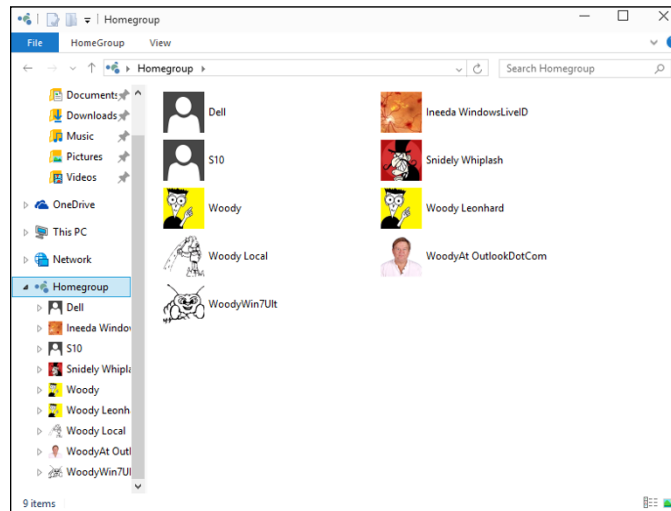 Homegroup
File HomeGroup View
Homegroup Search Homegroup
Documents
Downloads
Music
Pictures
Videos
OneDrive
This PC
Network
Homegroup
Dell
Ineeda Window
S10
Snidely Whipla
Woody
Woody Leonh
Woody Local
WoodyAt Outl
WoodyWin7Ul
Dell Ineeda WindowsLiveID
S10 Snidely Whiplash
Woody Woody Leonhard
Woody Local WoodyAt OutlookDotCom
WoodyWin7Ult
9 items